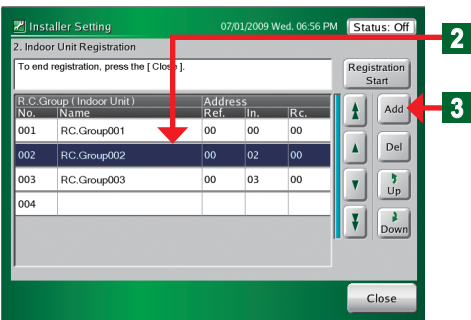 Installer Setting 07/01/2009 Wed. 06:56 PM Status: Off
2. Indoor Unit Registration
To end registration, press the [ Close ].
Registration
Start
R.C.Group ( Indoor Unit ) Address
No. Name Ref. In. Rc.
001 RC.Group001 00 00 00
002 RC.Group002 00 02 00
003 RC.Group003 00 03 00
004
Add
Del
Up
Down
Close
2
3